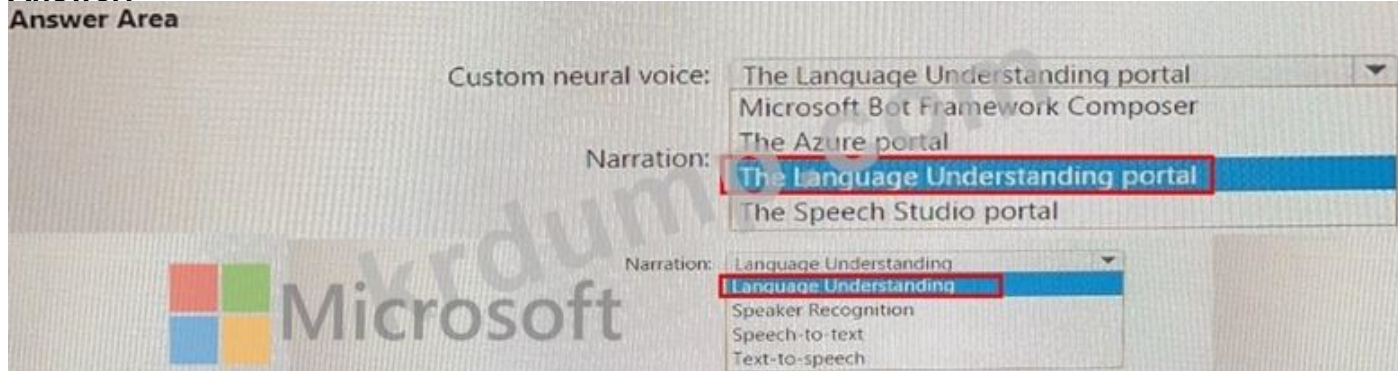 Answer Area
Custom neural voice: The Language Understanding portal
Microsoft Bot Framework Composer
The Azure portal
Narration:
The Language Understanding portal
The Speech Studio portal
Narration: Language Understanding
Language Understanding
Speaker Recognition
Speech-to-text
Text-to-speech
Microsoft
krdump.com